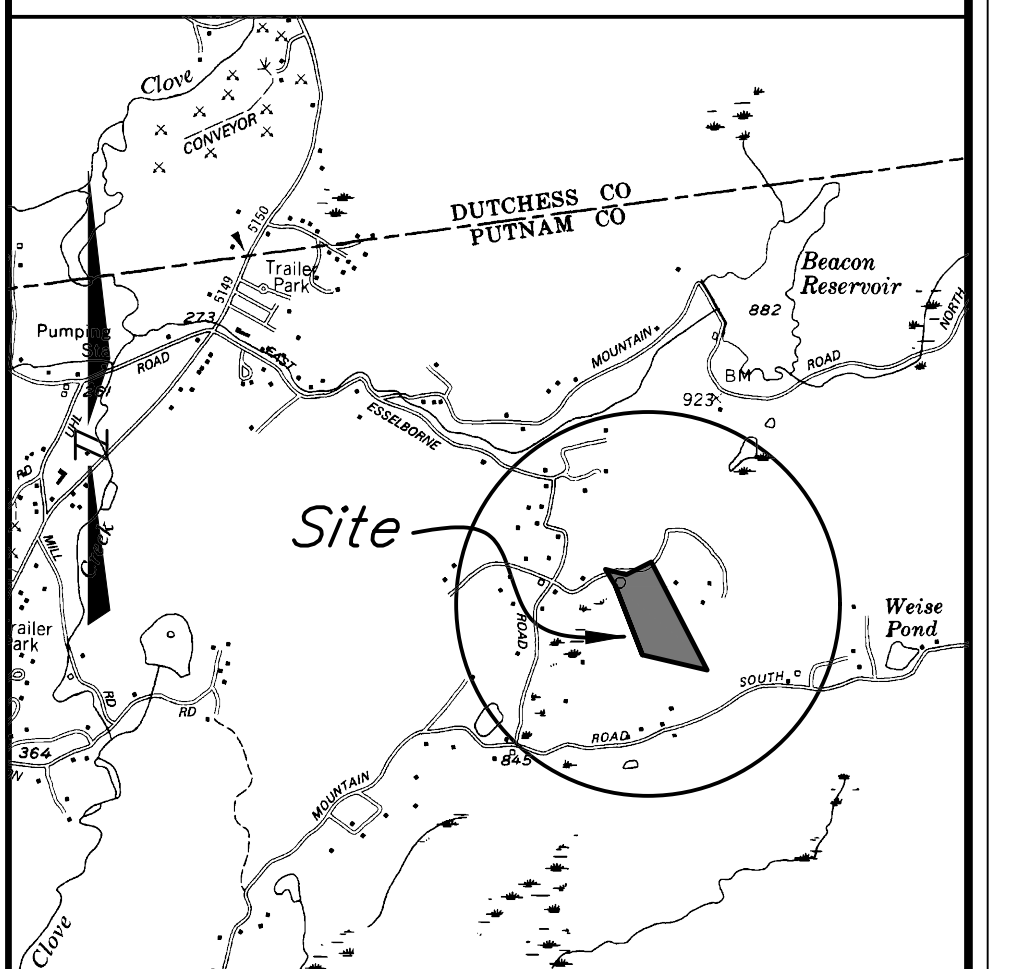 Clove
CONVEYOR
DUTCHESS CO
PUTNAM CO
5150
Trailer
Park
5149
273
Beacon
Reservoir
882
NORTH
Pumping
Sta
ROAD
EAST
MOUNTAIN
ROAD
BM
923
261
UHL
RD
ESSELBORNE
Site
MILL
Creek
railer
ark
ROAD
Weise
Pond
SOUTH
RD
RD
364
N
ROAD
845
MOUNTAIN
Clove